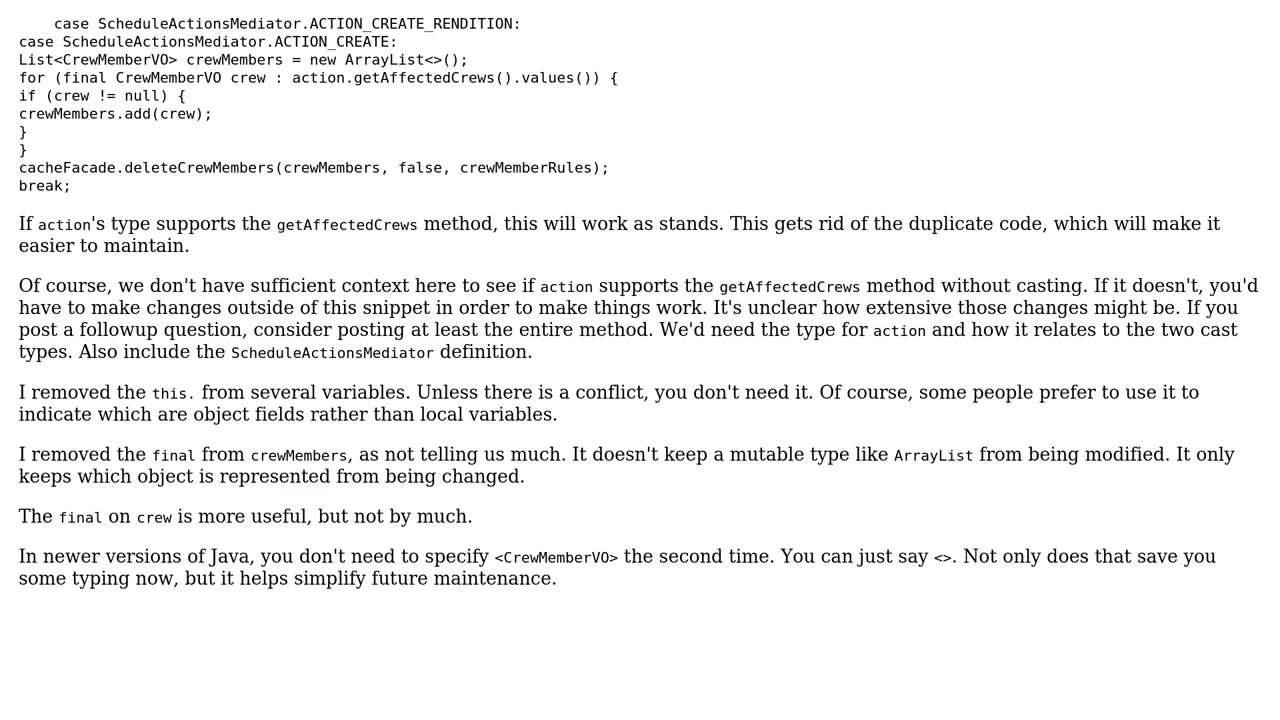 case ScheduleActionsMediator.ACTION_CREATE_RENDITION:
case ScheduleActionsMediator.ACTION_CREATE:
List<CrewMemberVO> crewMembers = new ArrayList<>();
for (final CrewMemberVO crew : action.getAffectedCrews().values()) {
if (crew != null) {
crewMembers.add(crew);
}
}
cacheFacade.deleteCrewMembers(crewMembers, false, crewMemberRules);
break;
If action's type supports the getAffectedCrews method, this will work as stands. This gets rid of the duplicate code, which will make it
easier to maintain.
Of course, we don't have sufficient context here to see if action supports the getAffectedCrews method without casting. If it doesn't, you'd
have to make changes outside of this snippet in order to make things work. It's unclear how extensive those changes might be. If you
post a followup question, consider posting at least the entire method. We'd need the type for action and how it relates to the two cast
types. Also include the ScheduleActionsMediator definition.
I removed the this. from several variables. Unless there is a conflict, you don't need it. Of course, some people prefer to use it to
indicate which are object fields rather than local variables.
I removed the final from crewMembers, as not telling us much. It doesn't keep a mutable type like ArrayList from being modified. It only
keeps which object is represented from being changed.
The final on crew is more useful, but not by much.
In newer versions of Java, you don't need to specify <CrewMemberVO> the second time. You can just say <>. Not only does that save you
some typing now, but it helps simplify future maintenance.